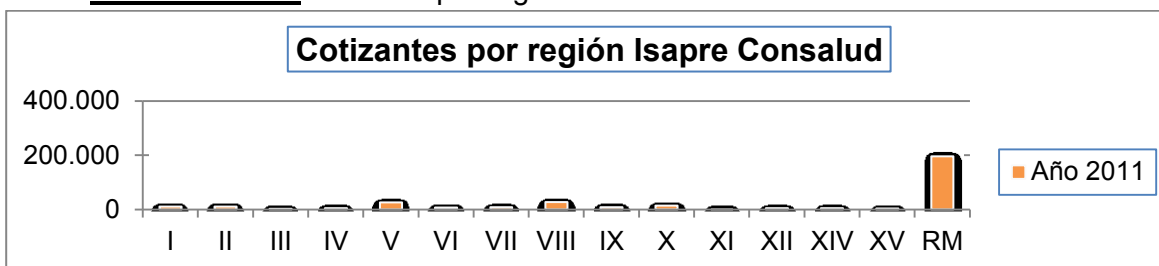 Cotizantes por región Isapre Consalud
400.000
200.000
0
I II III IV V VI VII VIII IX X XI XII XIV XV RM
Año 2011